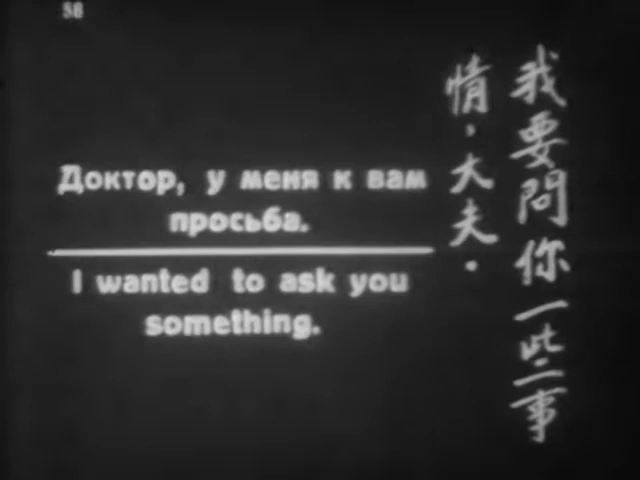 58
Доктор, у меня к вам
просьба.
I wanted to ask you
something.
我要問你一些事
情，大夫．